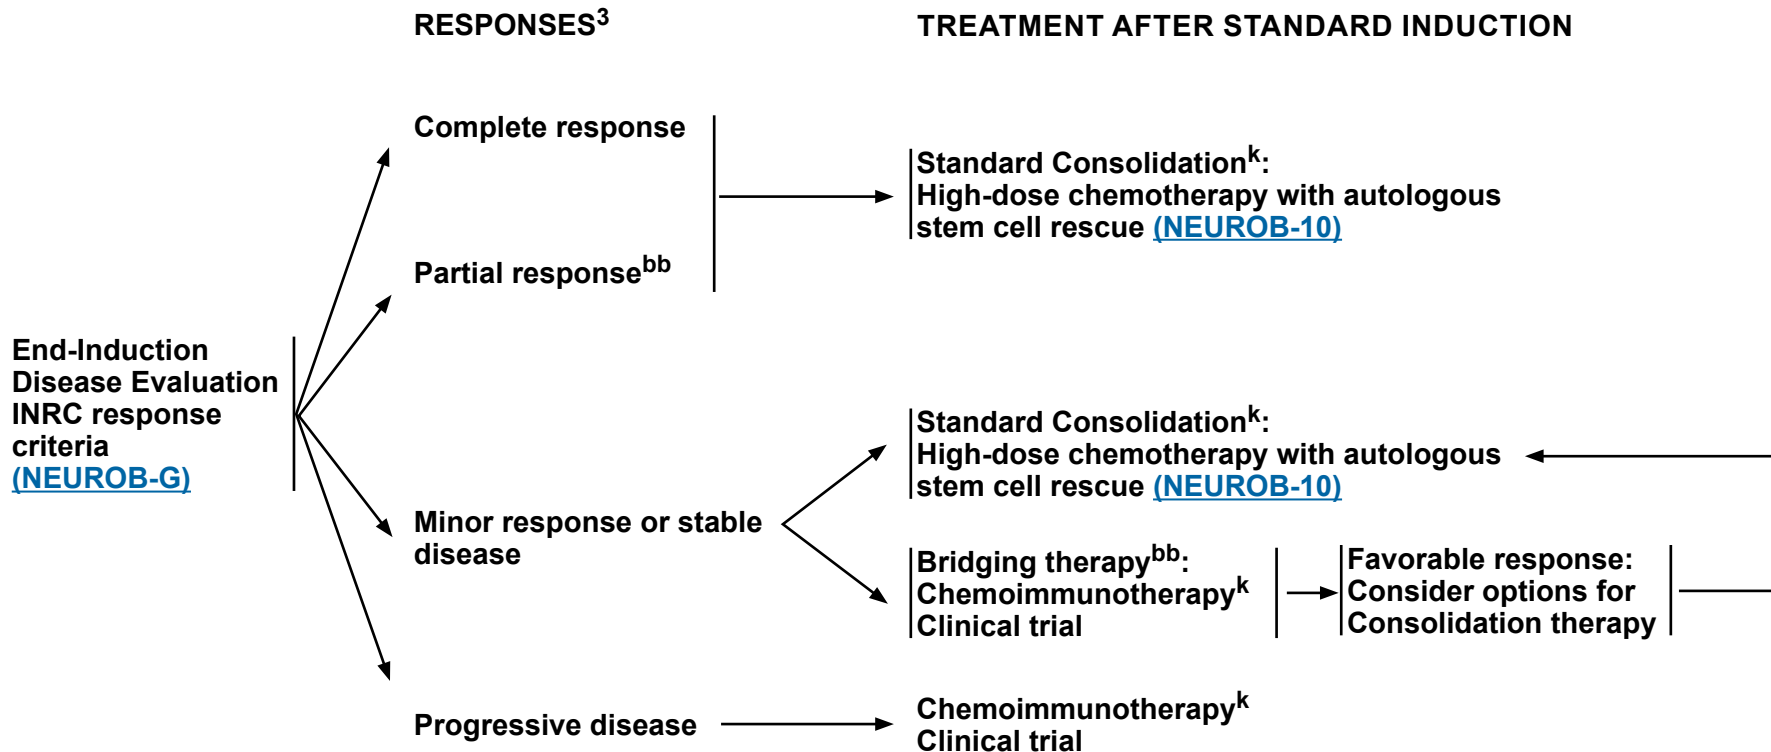 RESPONSES³
TREATMENT AFTER STANDARD INDUCTION
End-Induction
Disease Evaluation
INRC response
criteria
(NEUROB-G)
Complete response
Partial responseᵇᵇ
Standard Consolidationᵏ:
High-dose chemotherapy with autologous
stem cell rescue (NEUROB-10)
Minor response or stable
disease
Standard Consolidationᵏ:
High-dose chemotherapy with autologous
stem cell rescue (NEUROB-10)
Bridging therapyᵇᵇ:
Chemoimmunotherapyᵏ
Clinical trial
Favorable response:
Consider options for
Consolidation therapy
Progressive disease
Chemoimmunotherapyᵏ
Clinical trial